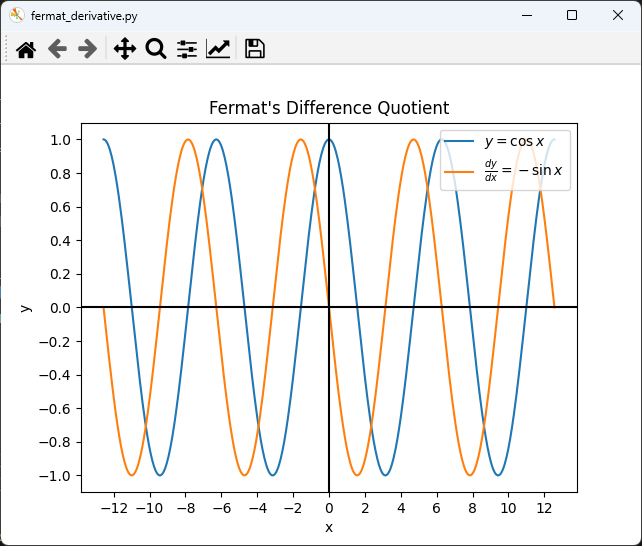 fermat_derivative.py
Fermat's Difference Quotient
y = cos x
dy/dx = −sin x
1.0
0.8
0.6
0.4
0.2
0.0
−0.2
−0.4
−0.6
−0.8
−1.0
y
−12 −10 −8 −6 −4 −2 0 2 4 6 8 10 12
x